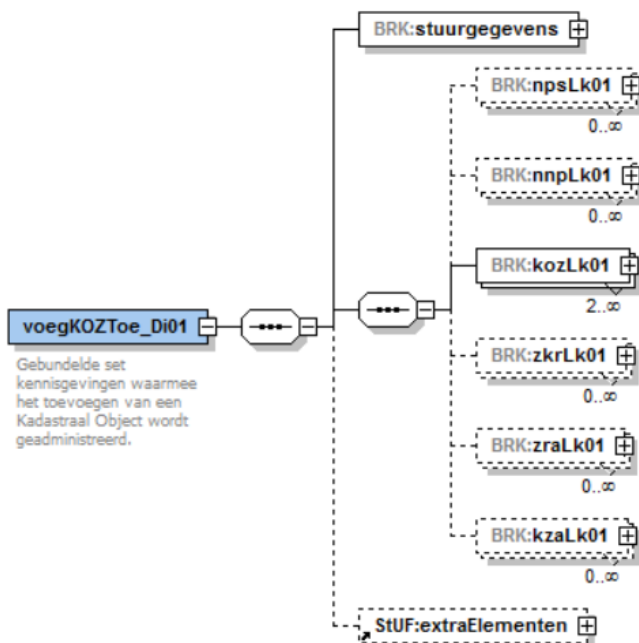 BRK:stuurgegevens
BRK:npsLk01
0..∞
BRK:nnpLk01
0..∞
BRK:kozLk01
2..∞
voegKOZToe_Di01
Gebundelde set
kennisgevingen waarmee
het toevoegen van een
Kadastraal Object wordt
geadministreerd.
BRK:zkrLk01
0..∞
BRK:zraLk01
0..∞
BRK:kzaLk01
0..∞
StUF:extraElementen